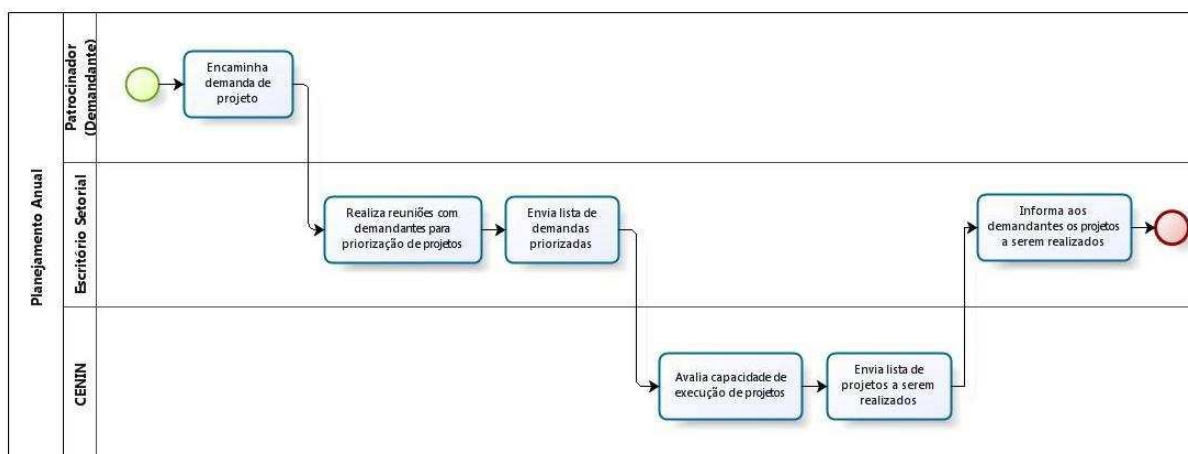 Planejamento Anual
Patrocinador
(Demandante)
Encaminha
demanda de
projeto
Escritório Setorial
Realiza reuniões com
demandantes para
priorização de projetos
Envia lista de
demandas
priorizadas
Informa aos
demandantes os projetos
a serem realizados
CENIN
Avalia capacidade de
execução de projetos
Envia lista de
projetos a serem
realizados